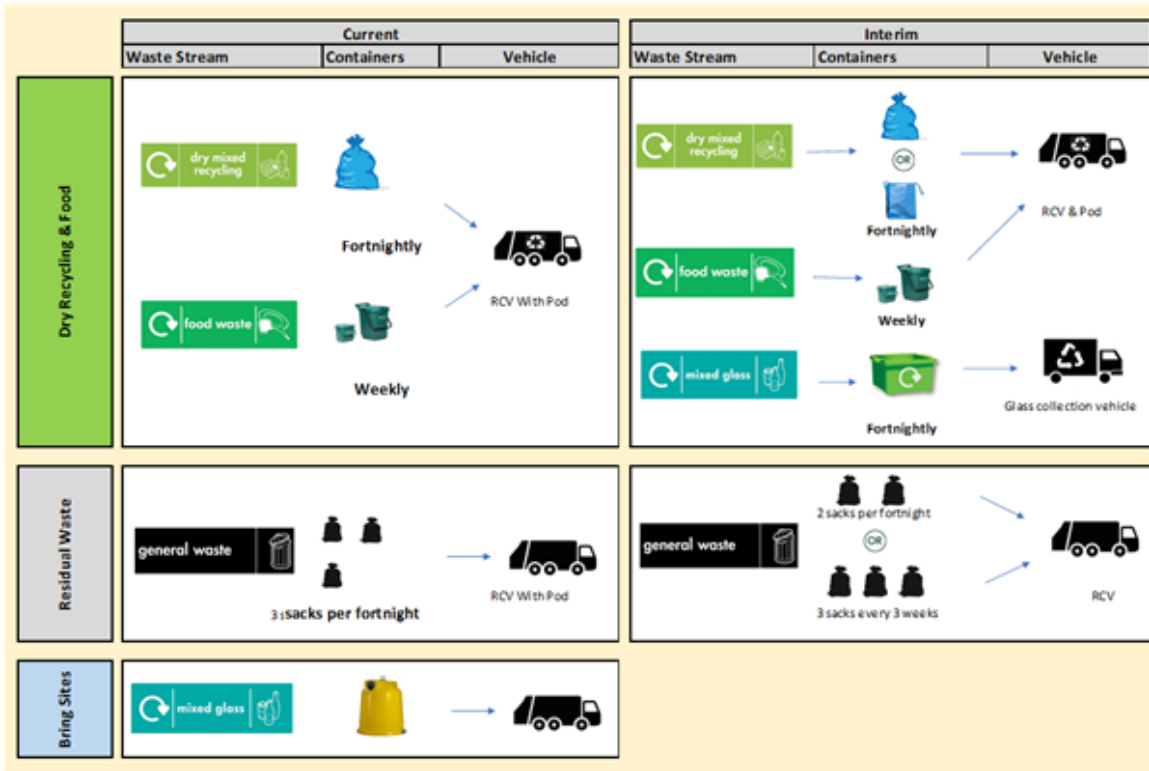 Current
Interim
Waste Stream
Containers
Vehicle
Waste Stream
Containers
Vehicle
Dry Recycling & Food
dry mixed
recycling
Fortnightly
RCV With Pod
food waste
Weekly
dry mixed
recycling
OR
Fortnightly
RCV & Pod
food waste
Weekly
mixed glass
Fortnightly
Glass collection vehicle
Residual Waste
general waste
3ssacks per fortnight
RCV With Pod
general waste
2 sacks per fortnight
OR
3 sacks every 3 weeks
RCV
Bring Sites
mixed glass